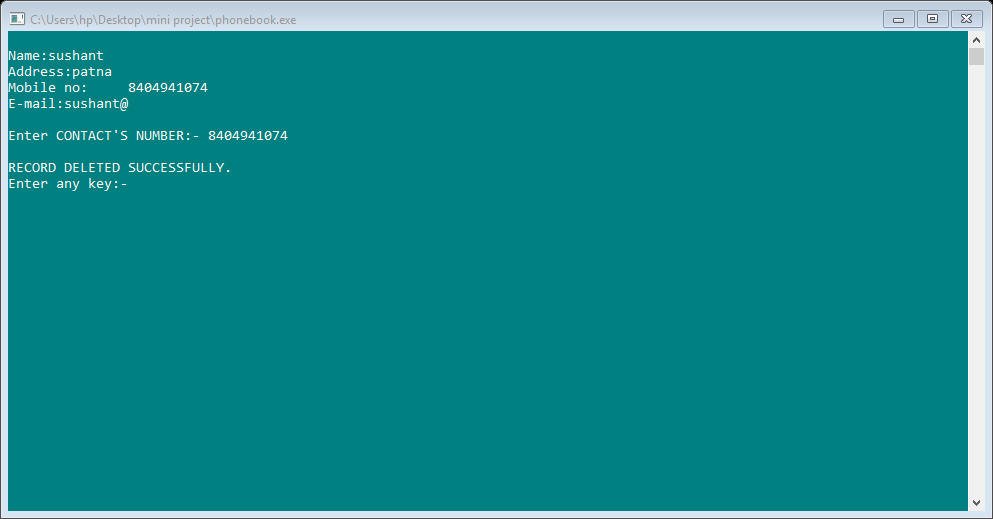 C:\Users\hp\Desktop\mini project\phonebook.exe
Name:sushant
Address:patna
Mobile no:     8404941074
E-mail:sushant@
Enter CONTACT'S NUMBER:- 8404941074
RECORD DELETED SUCCESSFULLY.
Enter any key:-